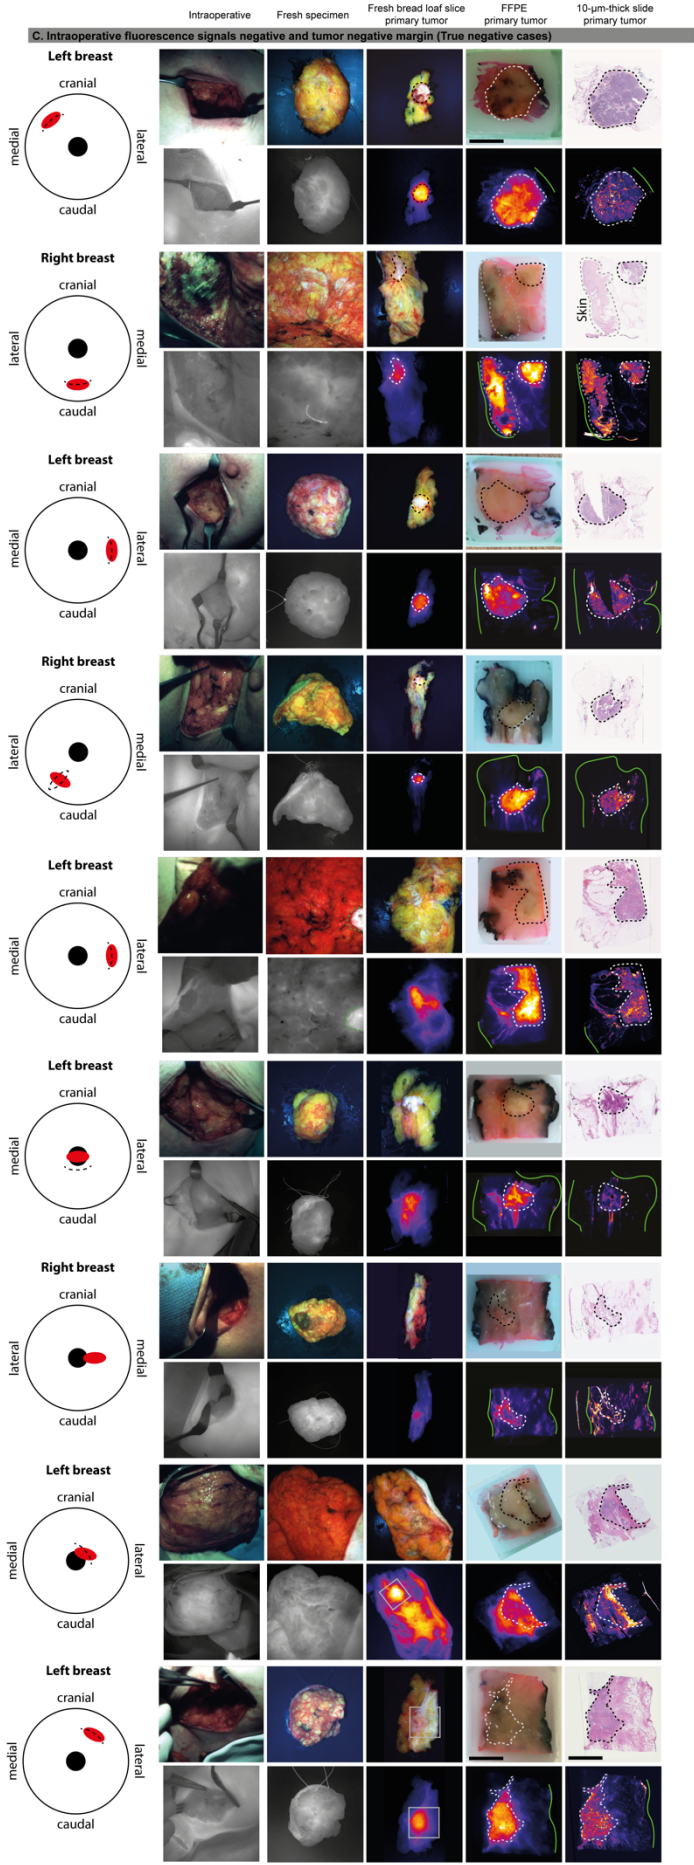 Intraoperative
Fresh specimen
Fresh bread loaf slice
primary tumor
FFPE
primary tumor
10-µm-thick slide
primary tumor
C. Intraoperative fluorescence signals negative and tumor negative margin (True negative cases)
Left breast
cranial
medial
lateral
caudal
Right breast
cranial
lateral
medial
caudal
Skin
Left breast
cranial
medial
lateral
caudal
Right breast
cranial
lateral
medial
caudal
Left breast
cranial
medial
lateral
caudal
Left breast
cranial
medial
lateral
caudal
Right breast
cranial
lateral
medial
caudal
Left breast
cranial
medial
lateral
caudal
Left breast
cranial
medial
lateral
caudal